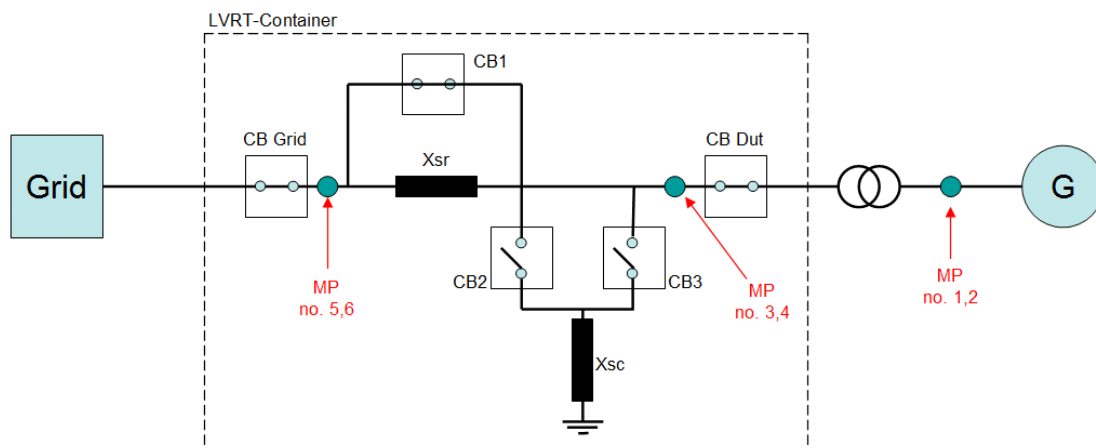 LVRT-Container
CB1
CB Grid
Xsr
CB Dut
Grid
G
CB2
CB3
MP
no. 5,6
MP
no. 3,4
MP
no. 1,2
Xsc